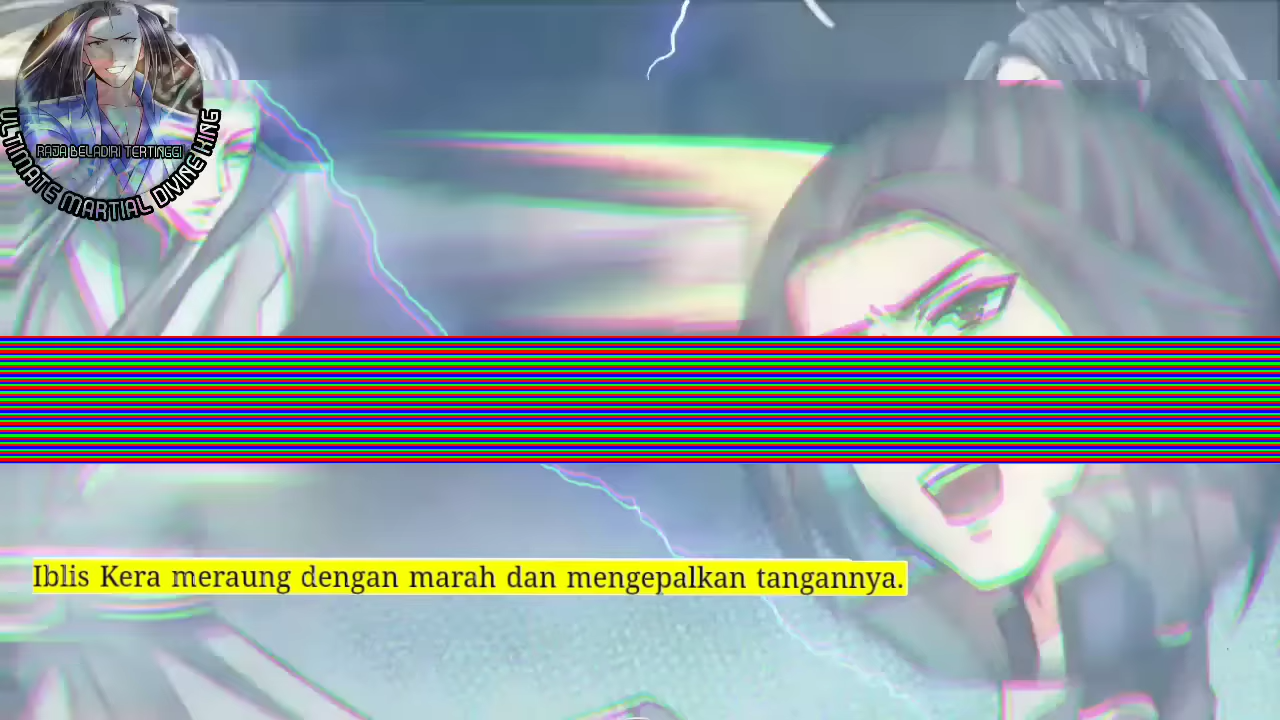 RAJA BELADIRI TERTINGGI
ULTIMATE MARTIAL DIVINE KING
Iblis Kera meraung dengan marah dan mengepalkan tangannya.